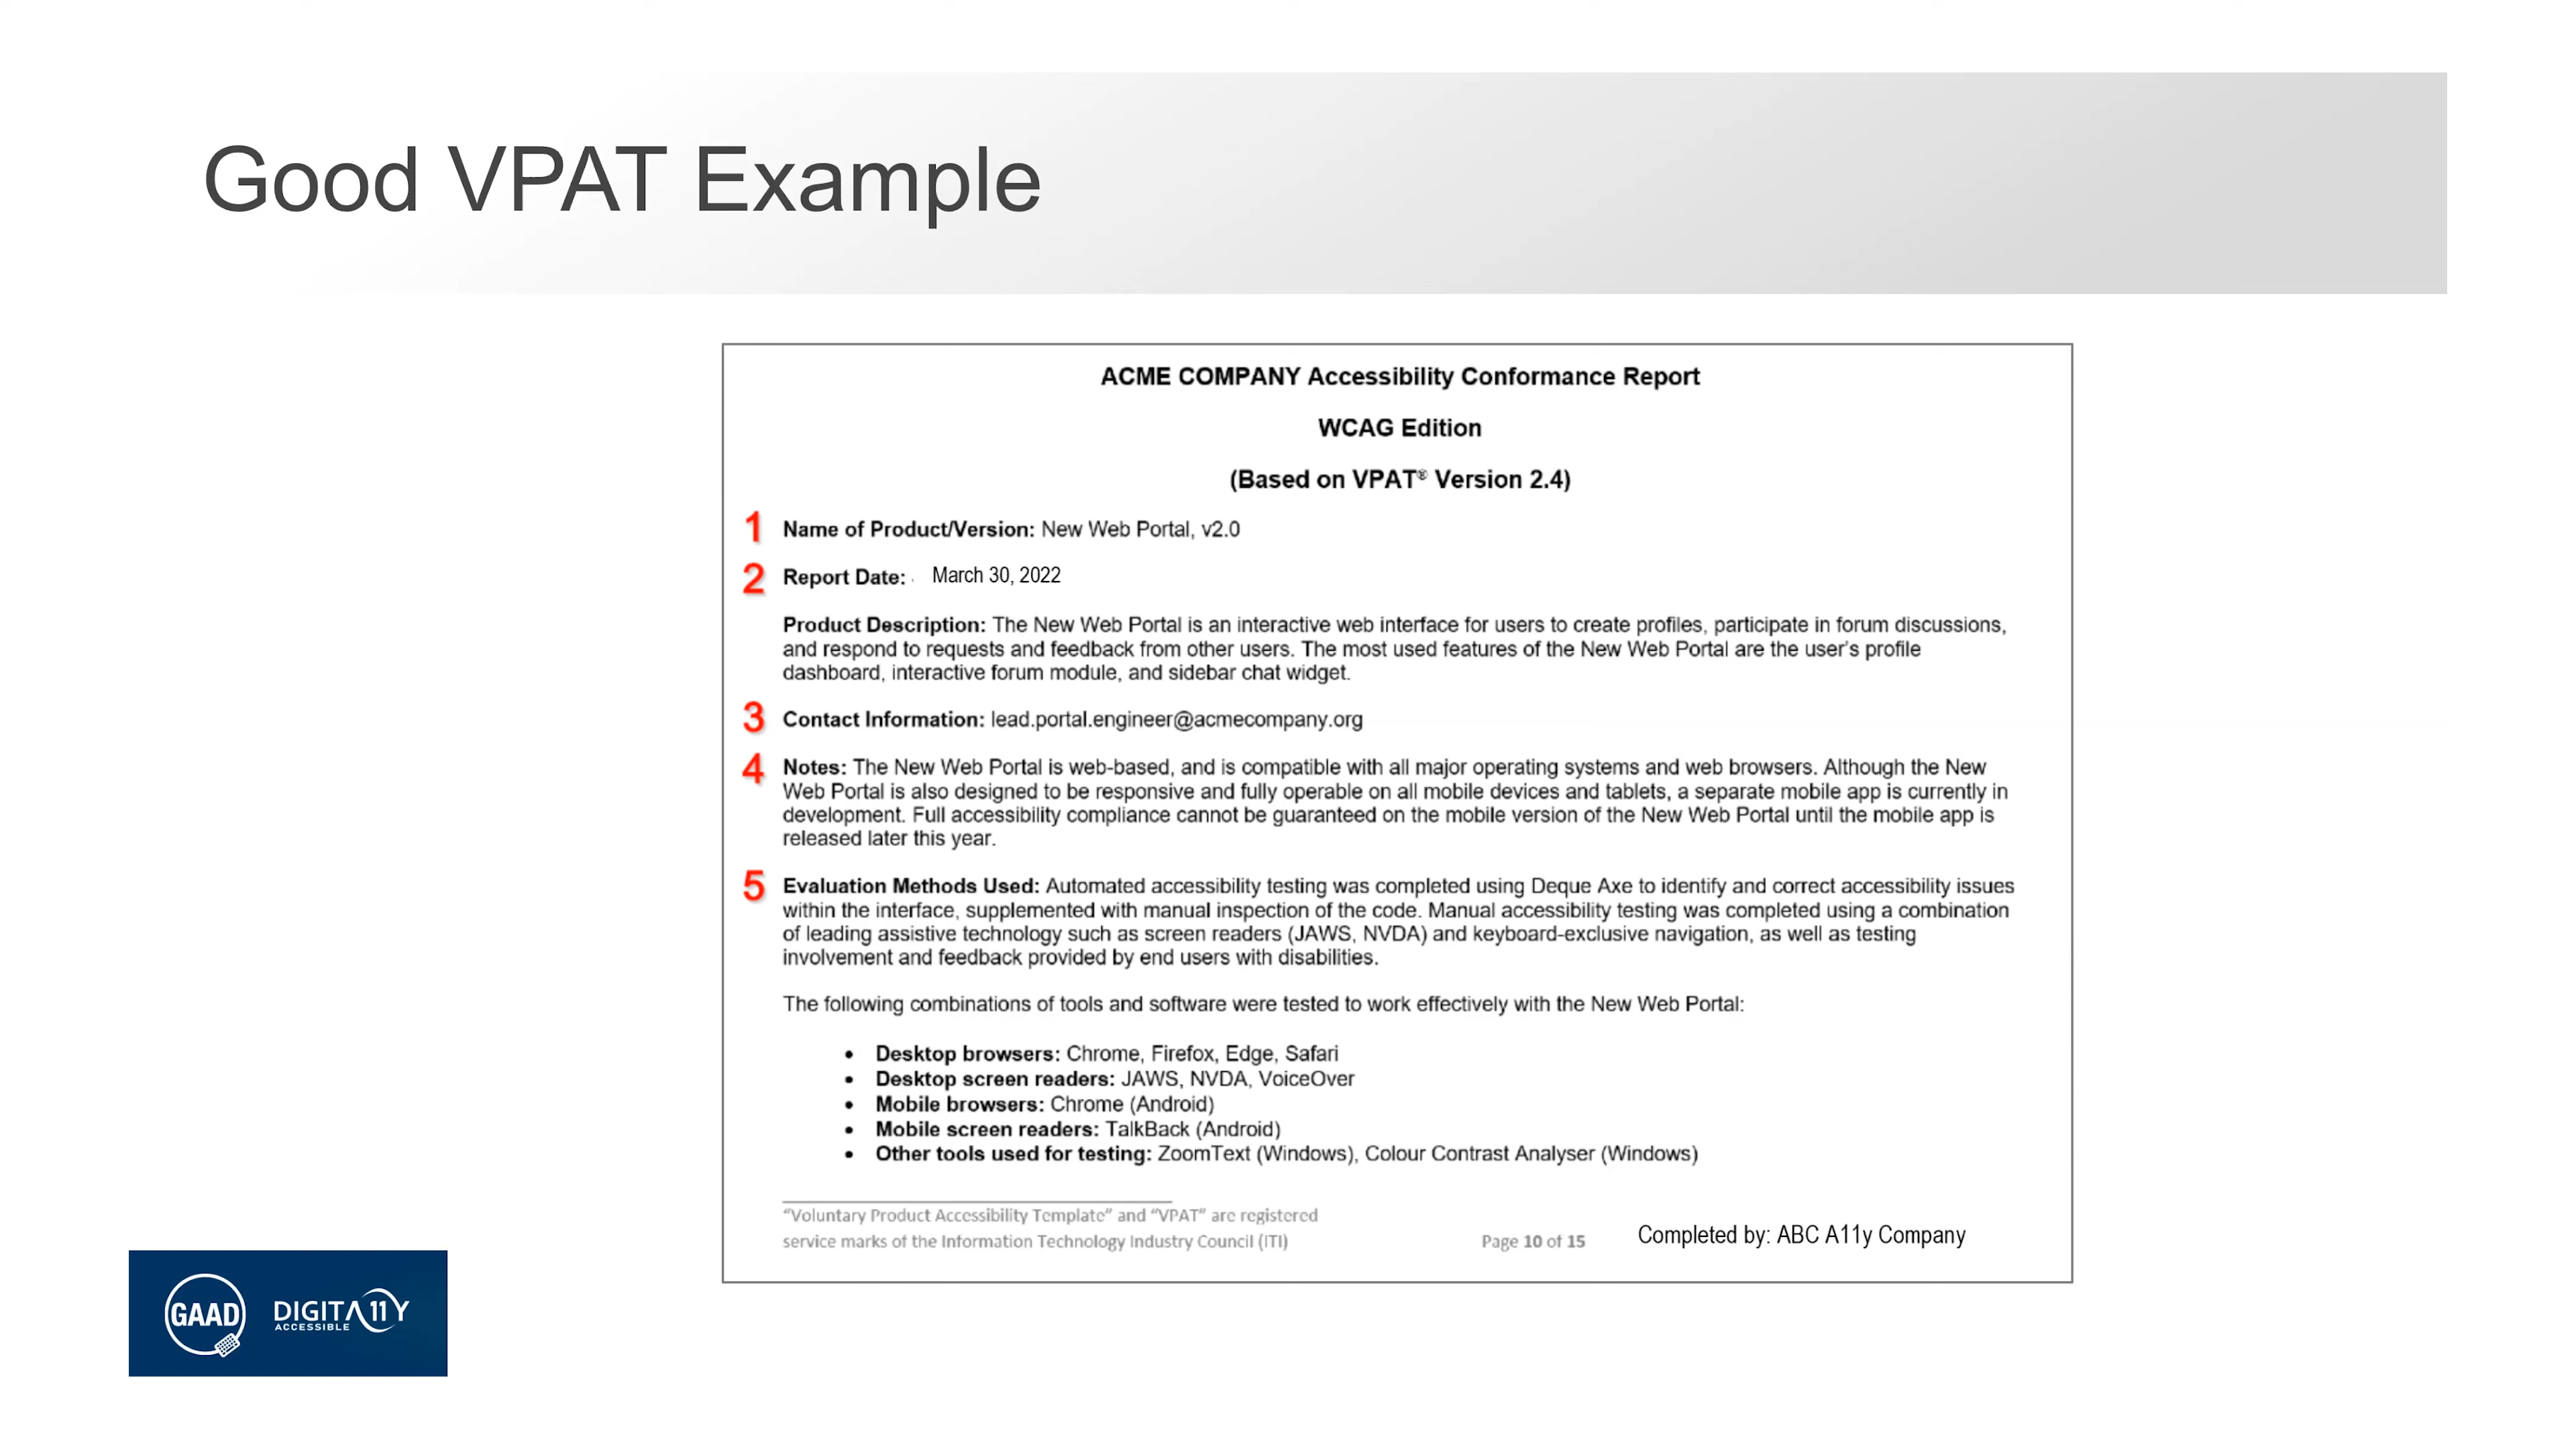 Good VPAT Example
ACME COMPANY Accessibility Conformance Report
WCAG Edition
(Based on VPAT® Version 2.4)
1 Name of Product/Version: New Web Portal, v2.0
2 Report Date: March 30, 2022
Product Description: The New Web Portal is an interactive web interface for users to create profiles, participate in forum discussions,
and respond to requests and feedback from other users. The most used features of the New Web Portal are the user's profile
dashboard, interactive forum module, and sidebar chat widget.
3 Contact Information: lead.portal.engineer@acmecompany.org
4 Notes: The New Web Portal is web-based, and is compatible with all major operating systems and web browsers. Although the New
Web Portal is also designed to be responsive and fully operable on all mobile devices and tablets, a separate mobile app is currently in
development. Full accessibility compliance cannot be guaranteed on the mobile version of the New Web Portal until the mobile app is
released later this year.
5 Evaluation Methods Used: Automated accessibility testing was completed using Deque Axe to identify and correct accessibility issues
within the interface, supplemented with manual inspection of the code. Manual accessibility testing was completed using a combination
of leading assistive technology such as screen readers (JAWS, NVDA) and keyboard-exclusive navigation, as well as testing
involvement and feedback provided by end users with disabilities.
The following combinations of tools and software were tested to work effectively with the New Web Portal:
• Desktop browsers: Chrome, Firefox, Edge, Safari
• Desktop screen readers: JAWS, NVDA, VoiceOver
• Mobile browsers: Chrome (Android)
• Mobile screen readers: TalkBack (Android)
• Other tools used for testing: ZoomText (Windows), Colour Contrast Analyser (Windows)
"Voluntary Product Accessibility Template" and "VPAT" are registered
service marks of the Information Technology Industry Council (ITI)
Page 10 of 15
Completed by: ABC A11y Company
GAAD
DIGITA11Y
ACCESSIBLE